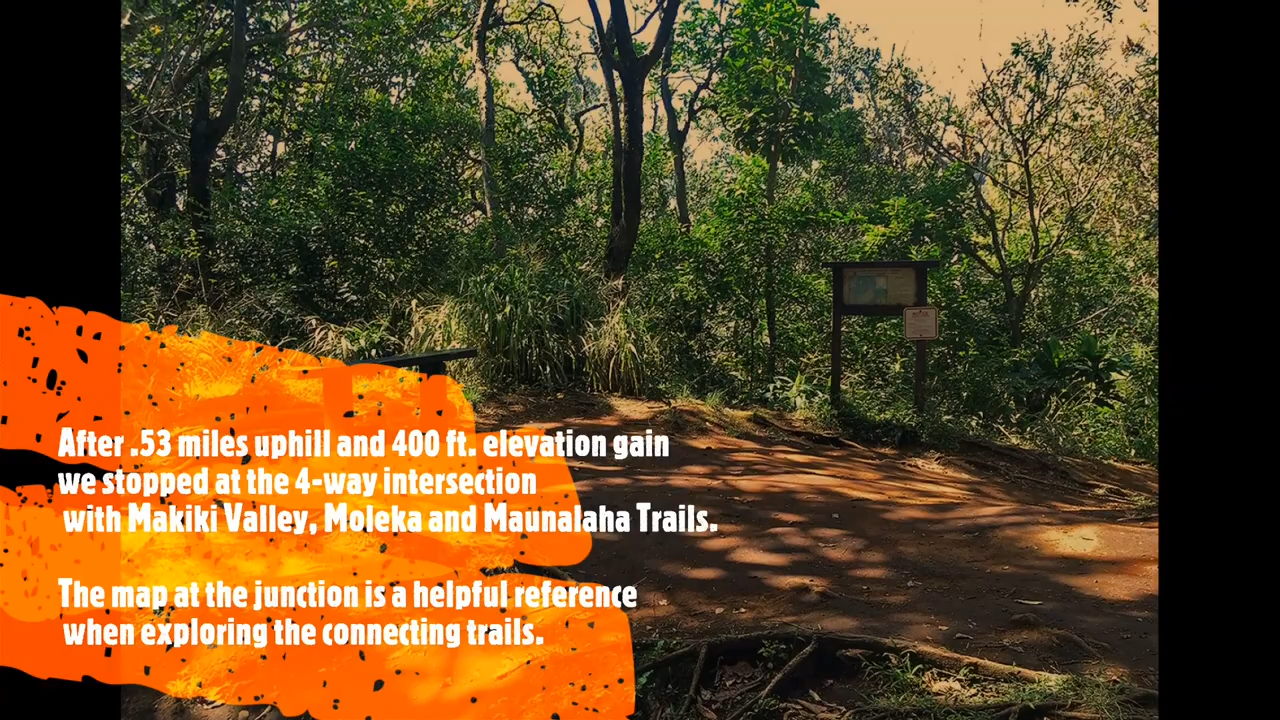 After .53 miles uphill and 400 ft. elevation gain
we stopped at the 4-way intersection
with Makiki Valley, Moleka and Maunalaha Trails.
The map at the junction is a helpful reference
when exploring the connecting trails.